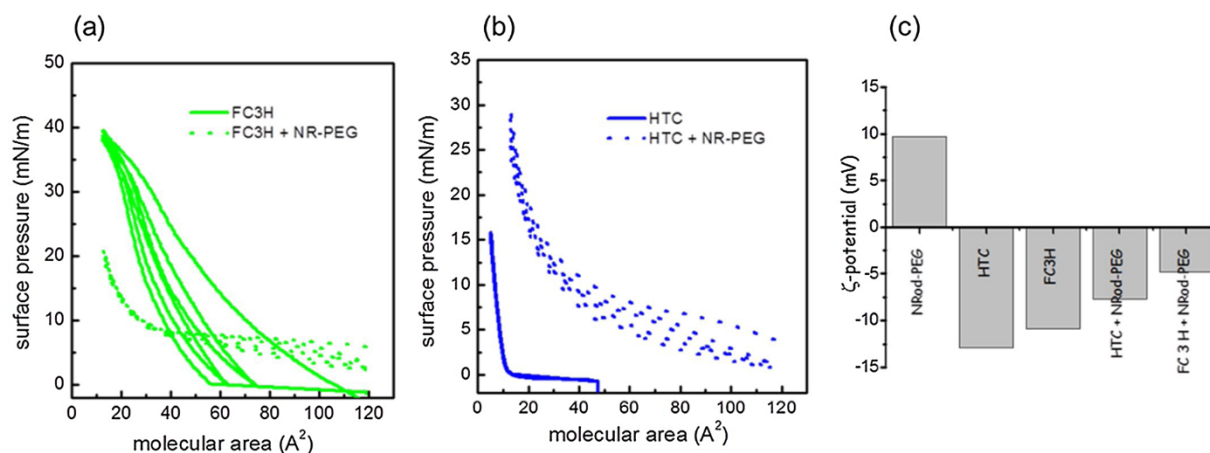 (a)
50
40
30
20
10
0
0 20 40 60 80 100 120
surface pressure (mN/m)
molecular area (A²)
FC3H
FC3H + NR-PEG
(b)
35
30
25
20
15
10
5
0
0 20 40 60 80 100 120
surface pressure (mN/m)
molecular area (A²)
HTC
HTC + NR-PEG
(c)
15
10
5
0
-5
-10
-15
ζ-potential (mV)
NRod-PEG
HTC
FC3H
HTC + NRod-PEG
FC 3 H + NRod-PEG